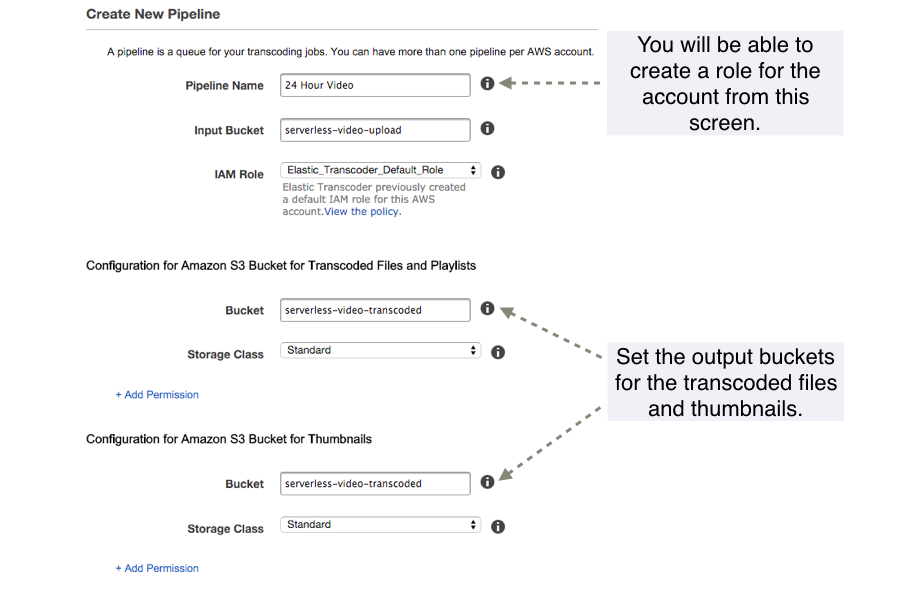 Create New Pipeline
A pipeline is a queue for your transcoding jobs. You can have more than one pipeline per AWS account.
You will be able to
create a role for the
account from this
screen.
Pipeline Name 24 Hour Video
Input Bucket serverless-video-upload
IAM Role Elastic_Transcoder_Default_Role
Elastic Transcoder previously created
a default IAM role for this AWS
account.View the policy.
Configuration for Amazon S3 Bucket for Transcoded Files and Playlists
Bucket serverless-video-transcoded
Storage Class Standard
+ Add Permission
Set the output buckets
for the transcoded files
and thumbnails.
Configuration for Amazon S3 Bucket for Thumbnails
Bucket serverless-video-transcoded
Storage Class Standard
+ Add Permission